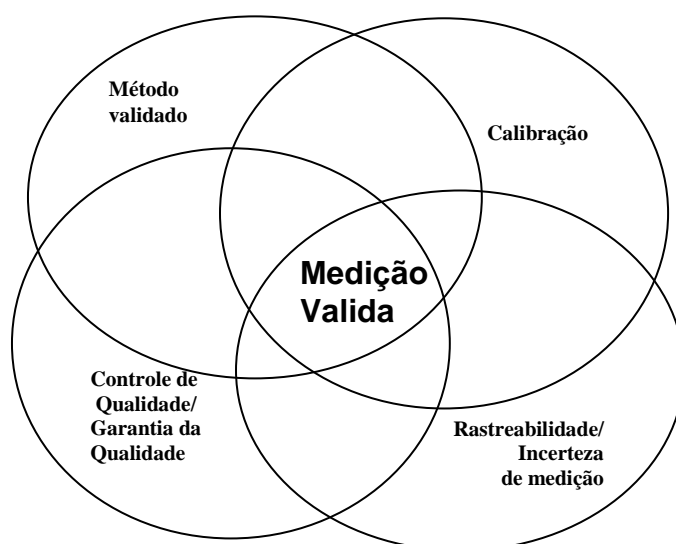 Método
validado
Calibração
Medição
Valida
Controle de
Qualidade/
Garantia da
Qualidade
Rastreabilidade/
Incerteza
de medição